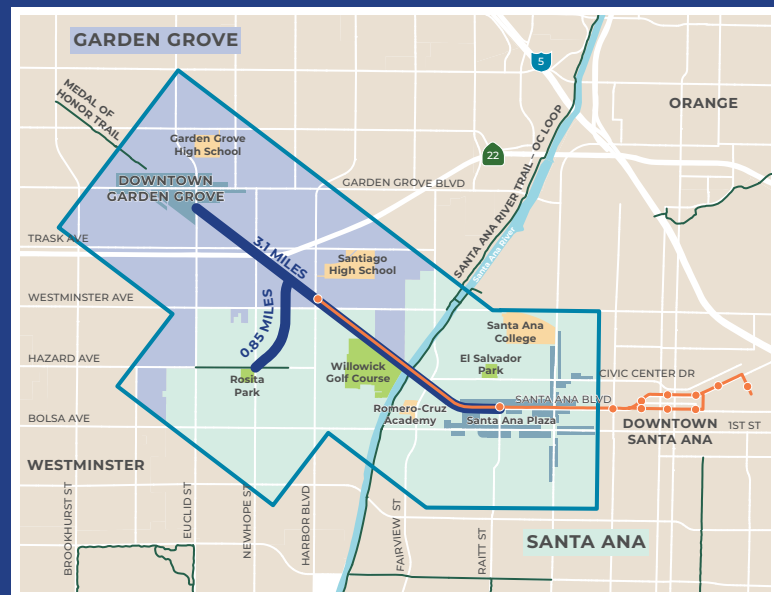 GARDEN GROVE
5
MEDAL OF
HONOR TRAIL
ORANGE
Garden Grove
High School
22
DOWNTOWN
GARDEN GROVE
GARDEN GROVE BLVD
SANTA ANA RIVER TRAIL - OC LOOP
Santa Ana River
TRASK AVE
3.1 MILES
Santiago
High School
WESTMINSTER AVE
0.85 MILES
Santa Ana
College
HAZARD AVE
El Salvador
Park
Willowick
Golf Course
Rosita
Park
CIVIC CENTER DR
SANTA ANA BLVD
Romero-Cruz
Academy
Santa Ana Plaza
BOLSA AVE
DOWNTOWN
SANTA ANA
1ST ST
WESTMINSTER
BROOKHURST ST
EUCLID ST
NEWHOPE ST
HARBOR BLVD
FAIRVIEW ST
RAITT ST
SANTA ANA